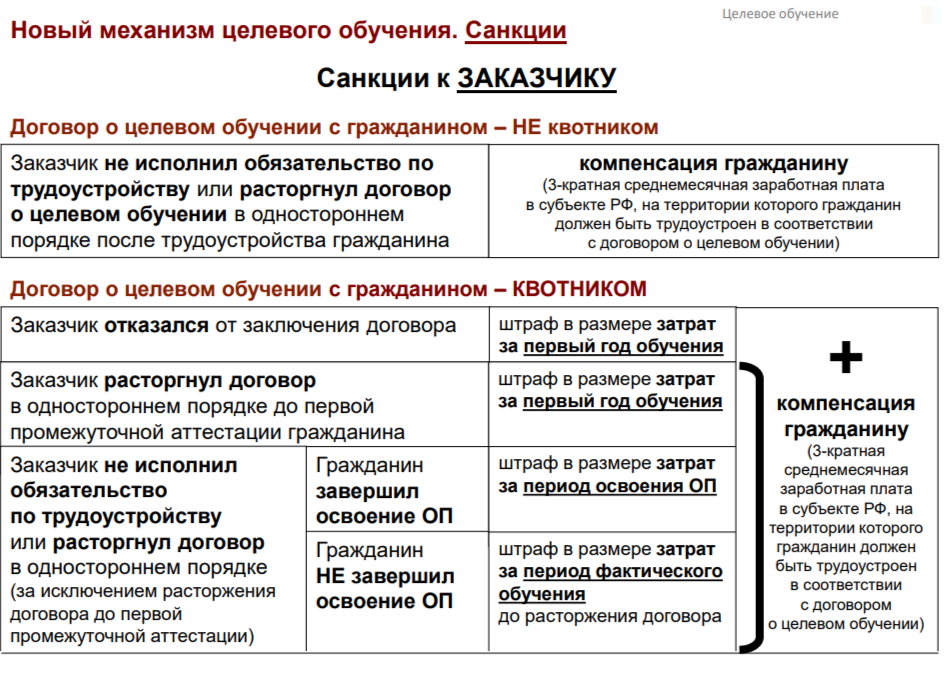 Целевое обучение
Новый механизм целевого обучения. Санкции
Санкции к ЗАКАЗЧИКУ
Договор о целевом обучении с гражданином – НЕ квотником
Заказчик не исполнил обязательство по
трудоустройству или расторгнул договор
о целевом обучении в одностороннем
порядке после трудоустройства гражданина
компенсация гражданину
(3-кратная среднемесячная заработная плата
в субъекте РФ, на территории которого гражданин
должен быть трудоустроен в соответствии
с договором о целевом обучении)
Договор о целевом обучении с гражданином – КВОТНИКОМ
Заказчик отказался от заключения договора
штраф в размере затрат
за первый год обучения
Заказчик расторгнул договор
в одностороннем порядке до первой
промежуточной аттестации гражданина
штраф в размере затрат
за первый год обучения
Заказчик не исполнил
обязательство
по трудоустройству
или расторгнул договор
в одностороннем порядке
(за исключением расторжения
договора до первой
промежуточной аттестации)
Гражданин
завершил
освоение ОП
штраф в размере затрат
за период освоения ОП
Гражданин
НЕ завершил
освоение ОП
штраф в размере затрат
за период фактического
обучения
до расторжения договора
+
компенсация
гражданину
(3-кратная
среднемесячная
заработная плата
в субъекте РФ, на
территории которого
гражданин должен
быть трудоустроен
в соответствии
с договором
о целевом обучении)